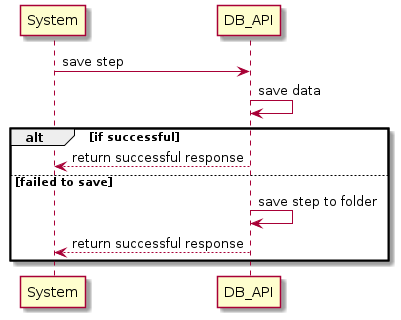 System DB_API
save step
save data
alt [if successful]
return successful response
[failed to save]
save step to folder
return successful response
System DB_API